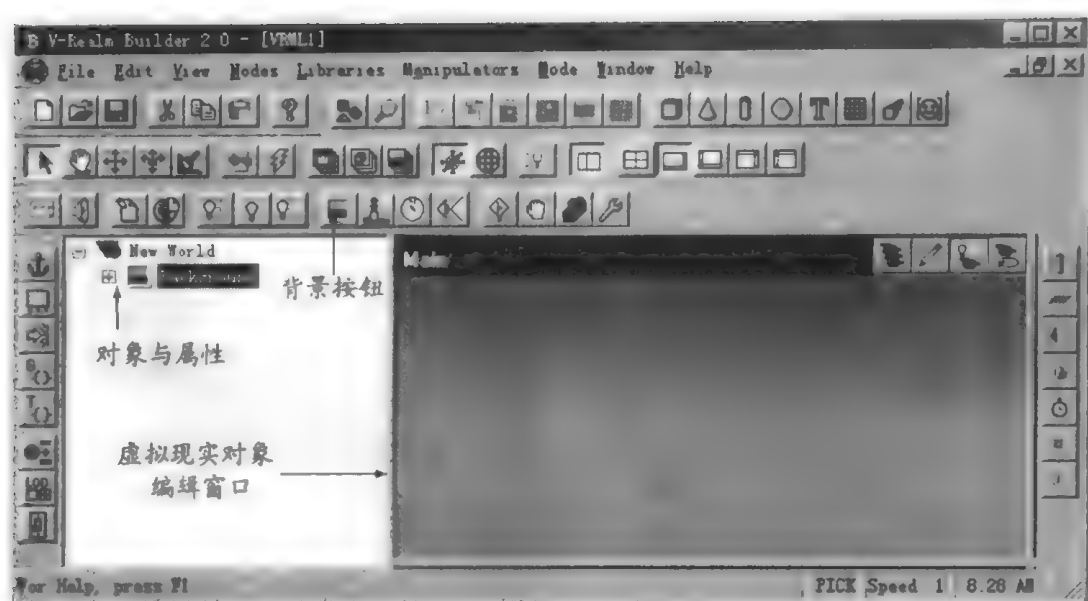 V-Realm Builder 2 0 - [VRML1]
File Edit View Nodes Libraries Manipulators Mode Window Help
New World
背景按钮
对象与属性
虚拟现实对象
编辑窗口
LOD
For Help, press F1
PICK Speed 1 8.28 AM